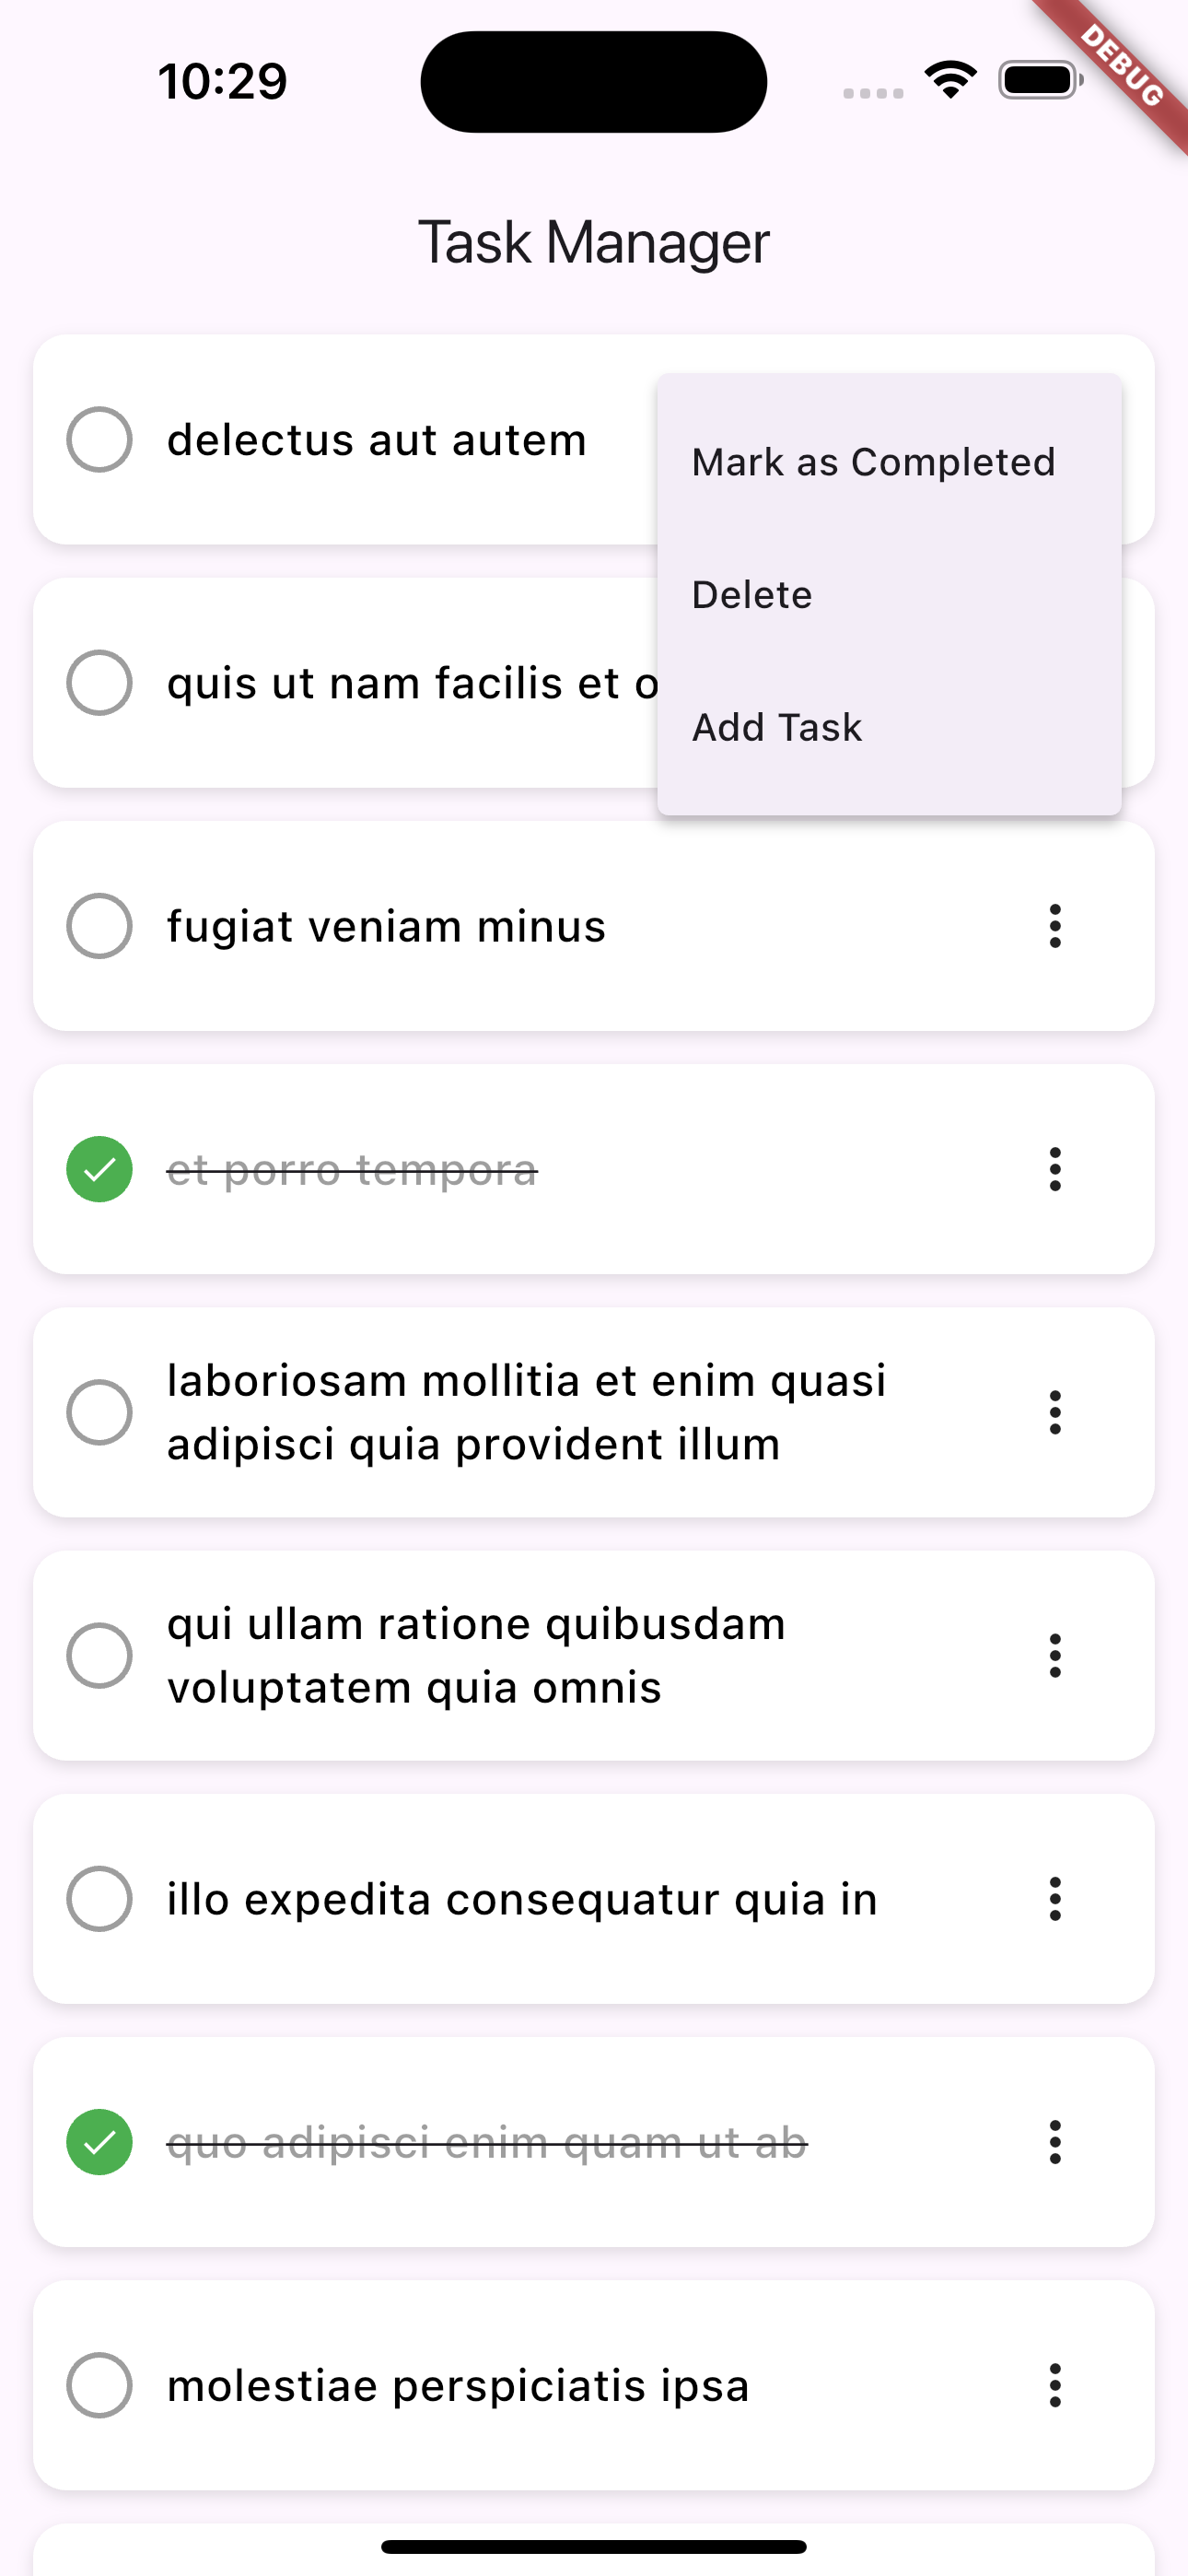 10:29
DEBUG
Task Manager
delectus aut autem
Mark as Completed
Delete
quis ut nam facilis et o
Add Task
fugiat veniam minus
et porro tempora
laboriosam mollitia et enim quasi
adipisci quia provident illum
qui ullam ratione quibusdam
voluptatem quia omnis
illo expedita consequatur quia in
quo adipisci enim quam ut ab
molestiae perspiciatis ipsa